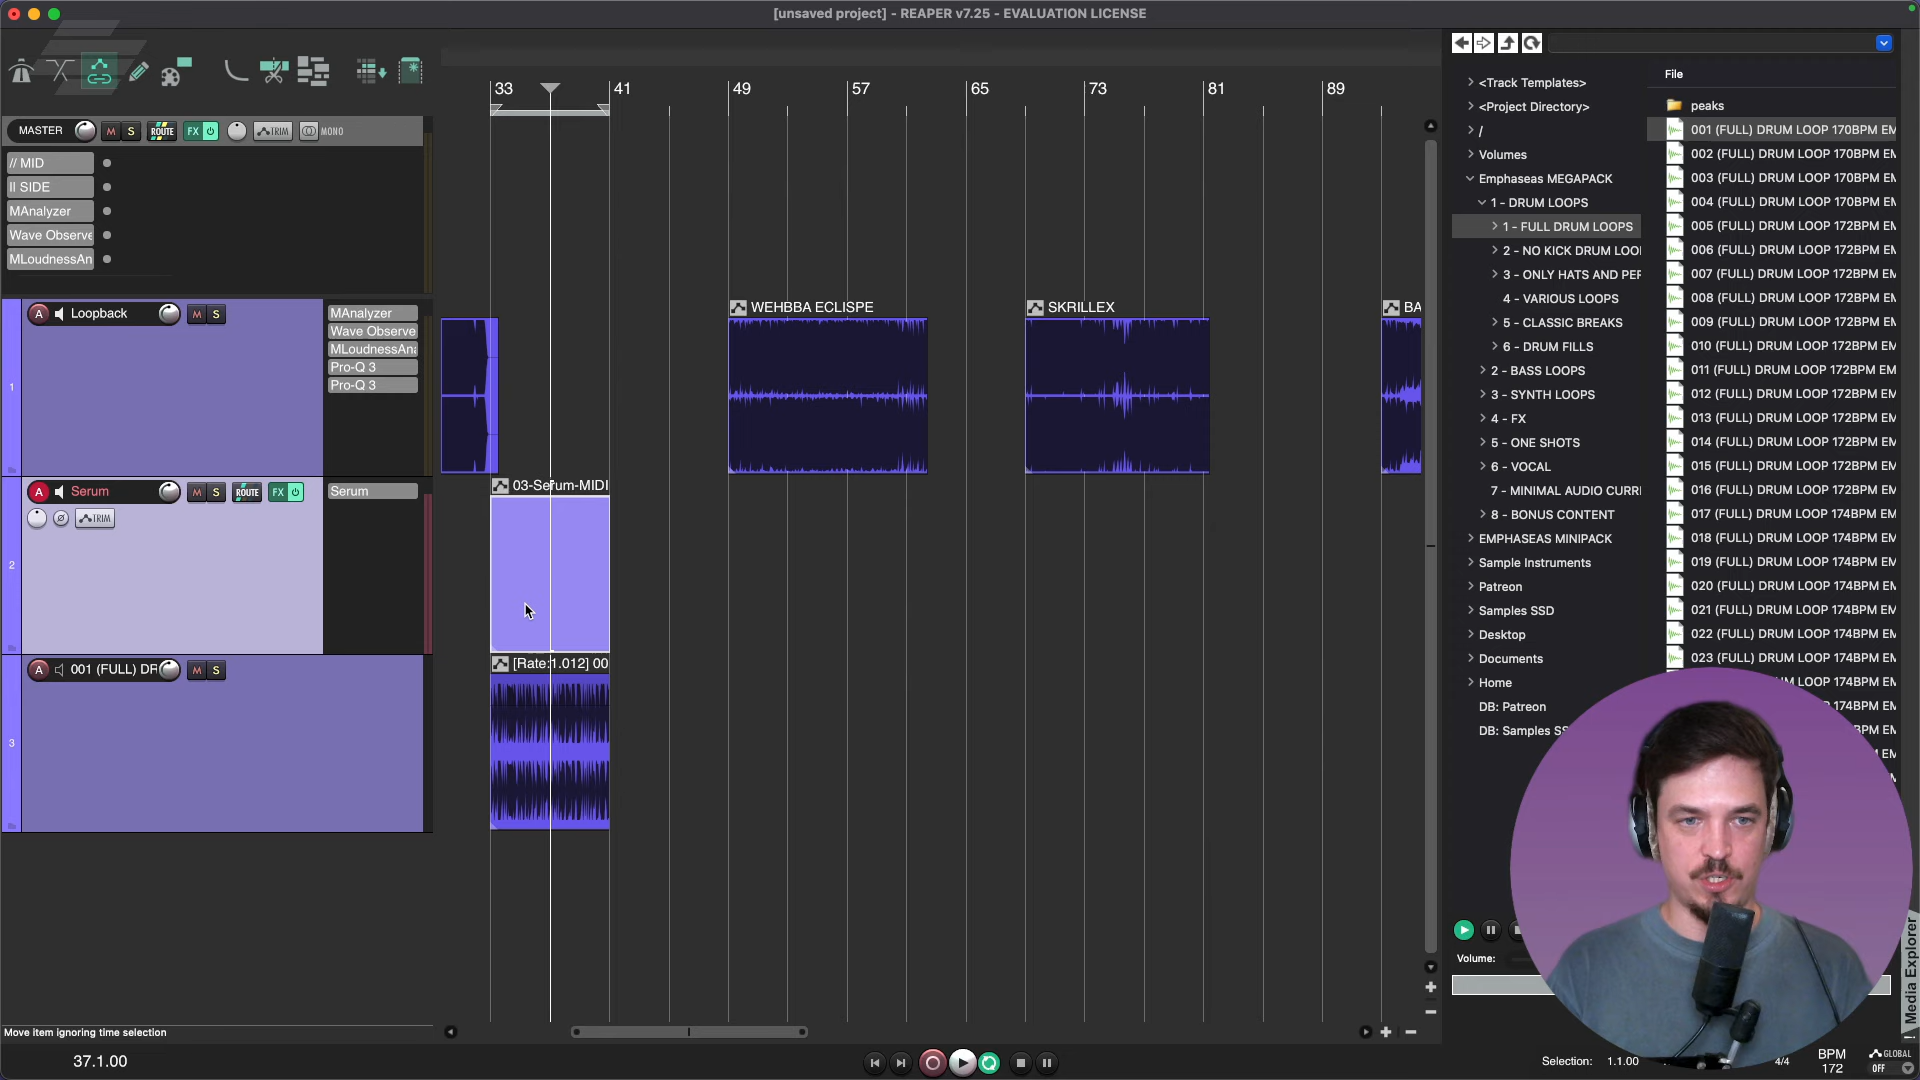 [unsaved project] - REAPER v7.25 - EVALUATION LICENSE
33
41
49
57
65
73
81
89
MASTER
M
S
ROUTE
FX
TRIM
MONO
// MID
II SIDE
MAnalyzer
Wave Observe
MLoudnessAn
A
Loopback
M
S
MAnalyzer
Wave Observe
MLoudnessAna
Pro-Q 3
Pro-Q 3
1
WEHBBA ECLISPE
SKRILLEX
BA
A
Serum
M
S
ROUTE
FX
Serum
TRIM
2
03-Serum-MIDI
A
001 (FULL) DR
M
S
3
[Rate:1.012] 00
<Track Templates>
<Project Directory>
/
Volumes
Emphaseas MEGAPACK
1 - DRUM LOOPS
1 - FULL DRUM LOOPS
2 - NO KICK DRUM LOOI
3 - ONLY HATS AND PEF
4 - VARIOUS LOOPS
5 - CLASSIC BREAKS
6 - DRUM FILLS
2 - BASS LOOPS
3 - SYNTH LOOPS
4 - FX
5 - ONE SHOTS
6 - VOCAL
7 - MINIMAL AUDIO CURRI
8 - BONUS CONTENT
EMPHASEAS MINIPACK
Sample Instruments
Patreon
Samples SSD
Desktop
Documents
Home
DB: Patreon
DB: Samples SS
File
peaks
001 (FULL) DRUM LOOP 170BPM EM
002 (FULL) DRUM LOOP 170BPM EM
003 (FULL) DRUM LOOP 170BPM EM
004 (FULL) DRUM LOOP 170BPM EM
005 (FULL) DRUM LOOP 172BPM EM
006 (FULL) DRUM LOOP 172BPM EM
007 (FULL) DRUM LOOP 172BPM EM
008 (FULL) DRUM LOOP 172BPM EM
009 (FULL) DRUM LOOP 172BPM EM
010 (FULL) DRUM LOOP 172BPM EM
011 (FULL) DRUM LOOP 172BPM EM
012 (FULL) DRUM LOOP 172BPM EM
013 (FULL) DRUM LOOP 172BPM EM
014 (FULL) DRUM LOOP 172BPM EM
015 (FULL) DRUM LOOP 172BPM EM
016 (FULL) DRUM LOOP 172BPM EM
017 (FULL) DRUM LOOP 174BPM EM
018 (FULL) DRUM LOOP 174BPM EM
019 (FULL) DRUM LOOP 174BPM EM
020 (FULL) DRUM LOOP 174BPM EM
021 (FULL) DRUM LOOP 174BPM EM
022 (FULL) DRUM LOOP 174BPM EM
023 (FULL) DRUM LOOP 174BPM EM
LOOP 174BPM EM
174BPM EM
PM EM
EM
Volume:
Media Explorer
Move item ignoring time selection
37.1.00
Selection:
1.1.00
4/4
BPM
172
GLOBAL
OFF